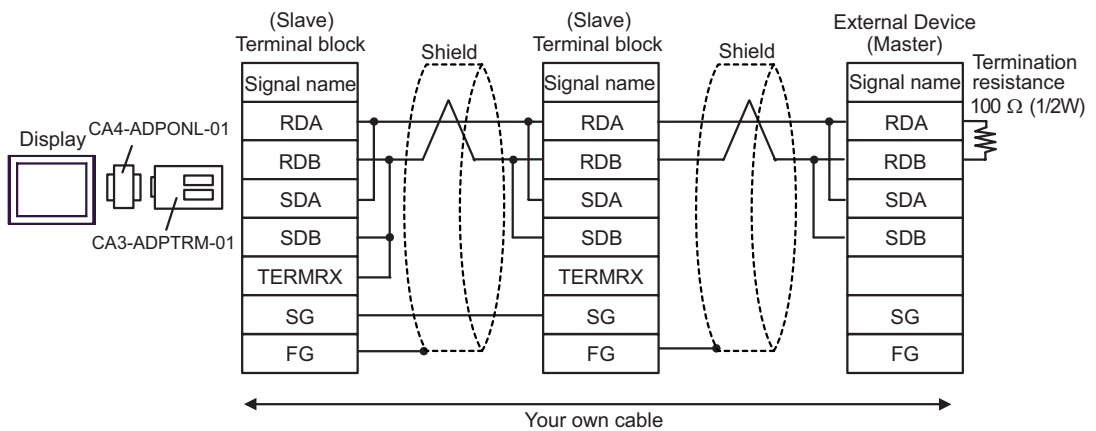 (Slave)
Terminal block
(Slave)
Terminal block
External Device
(Master)
Shield
Shield
Termination
resistance
100 Ω (1/2W)
Display
CA4-ADPONL-01
CA3-ADPTRM-01
Signal name
RDA
RDB
SDA
SDB
TERMRX
SG
FG
Signal name
RDA
RDB
SDA
SDB
TERMRX
SG
FG
Signal name
RDA
RDB
SDA
SDB
SG
FG
Your own cable